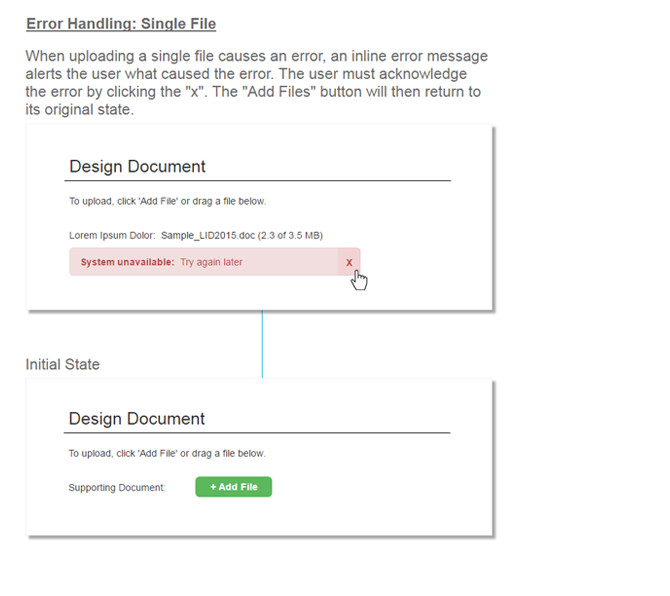 Error Handling: Single File
When uploading a single file causes an error, an inline error message
alerts the user what caused the error. The user must acknowledge
the error by clicking the "x". The "Add Files" button will then return to
its original state.
Design Document
To upload, click 'Add File' or drag a file below.
Lorem Ipsum Dolor: Sample_LID2015.doc (2.3 of 3.5 MB)
System unavailable: Try again later x
Initial State
Design Document
To upload, click 'Add File' or drag a file below.
Supporting Document: + Add File